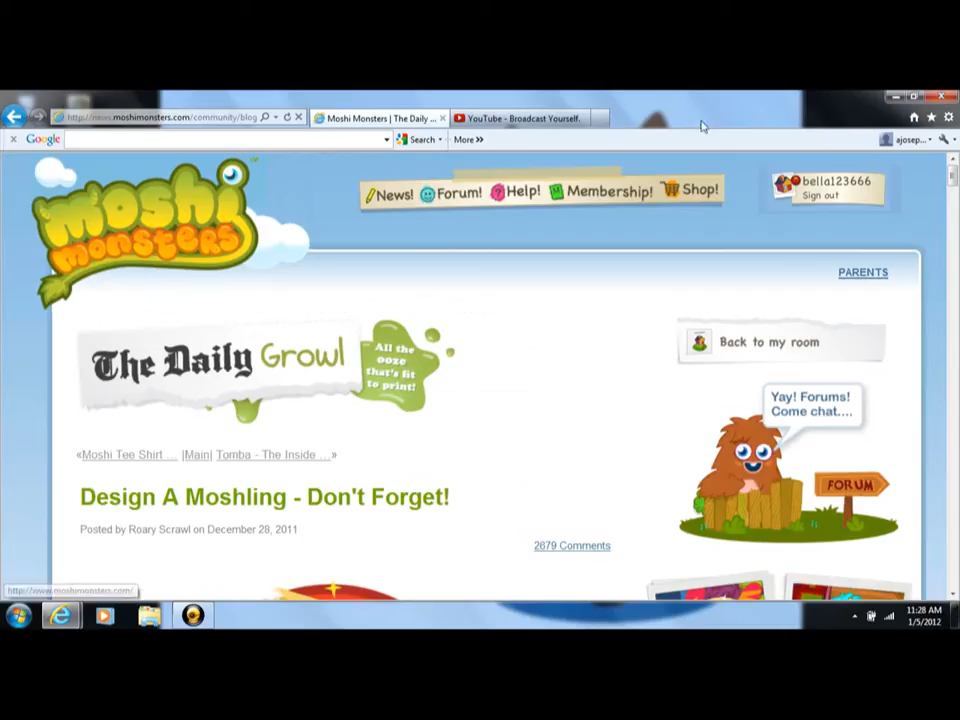 http://news.moshimonsters.com/community/blog
Moshi Monsters | The Daily ...
YouTube - Broadcast Yourself.
Google
Search
More »
ajosep...
moshi
monsters
News!
Forum!
Help!
Membership!
Shop!
bella123666
Sign out
PARENTS
The Daily Growl
All the
ooze
that's fit
to print!
Back to my room
Yay! Forums!
Come chat....
FORUM
«Moshi Tee Shirt ... |Main| Tomba - The Inside ...»
Design A Moshling - Don't Forget!
Posted by Roary Scrawl on December 28, 2011
2679 Comments
http://www.moshimonsters.com/
11:28 AM
1/5/2012